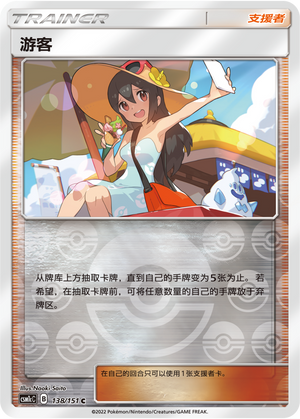 TRAINER
支援者
游客
从牌库上方抽取卡牌，直到自己的手牌变为5张为止。若
希望，在抽取卡牌前，可将任意数量的自己的手牌放于弃
牌区。
Illus. Naoki Saito
在自己的回合只可以使用1张支援者卡。
CSM1cC B 138/151 C
©2022 Pokémon/Nintendo/Creatures/GAME FREAK.